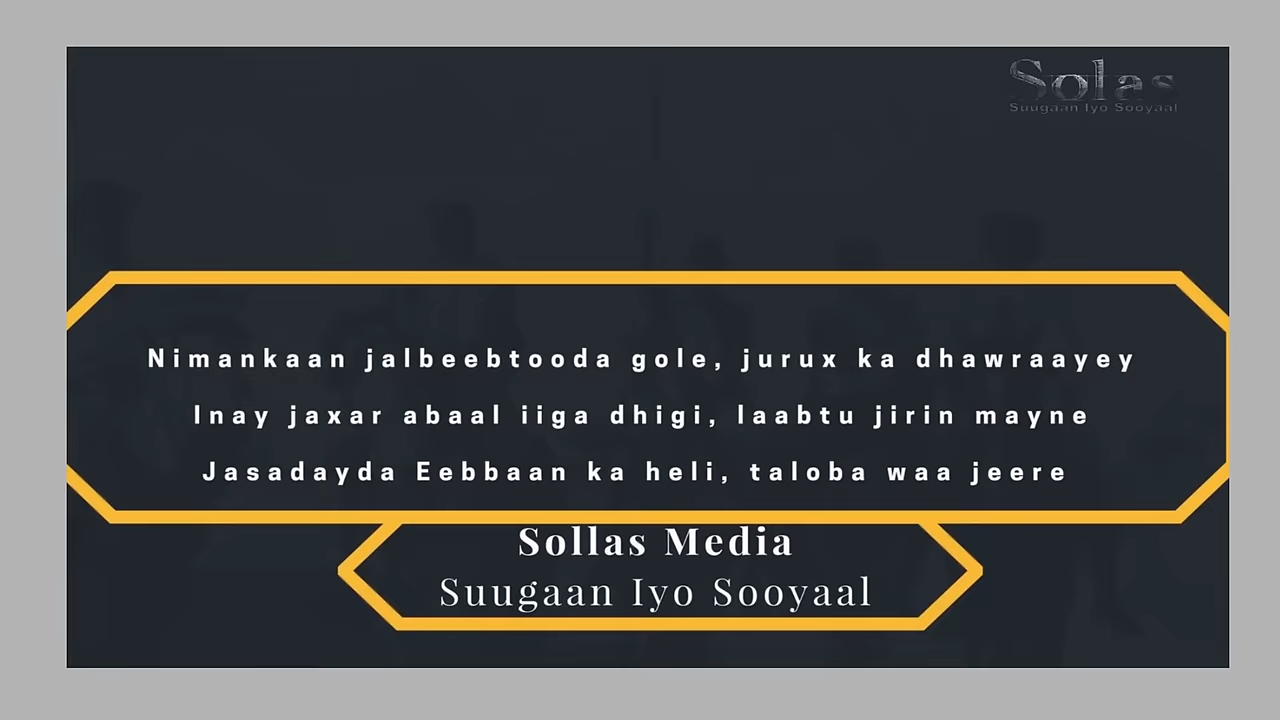 Solas
Suugaan Iyo Sooyaal
Nimankaan jalbeebtooda gole, jurux ka dhawraayey
Inay jaxar abaal iiga dhigi, laabtu jirin mayne
Jasadayda Eebbaan ka heli, taloba waa jeere
Sollas Media
Suugaan Iyo Sooyaal